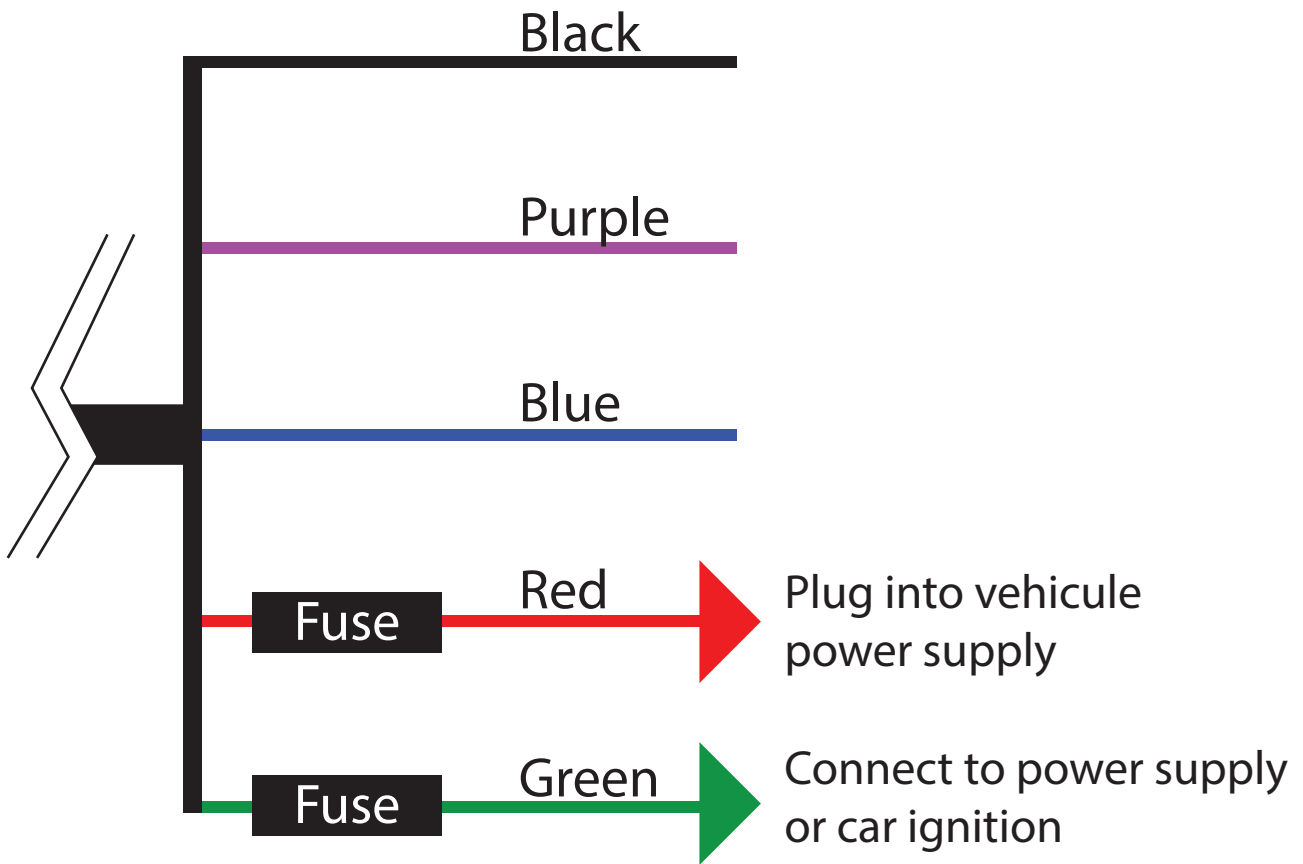 Black
Purple
Blue
Red
Fuse
Plug into vehicule
power supply
Green
Fuse
Connect to power supply
or car ignition